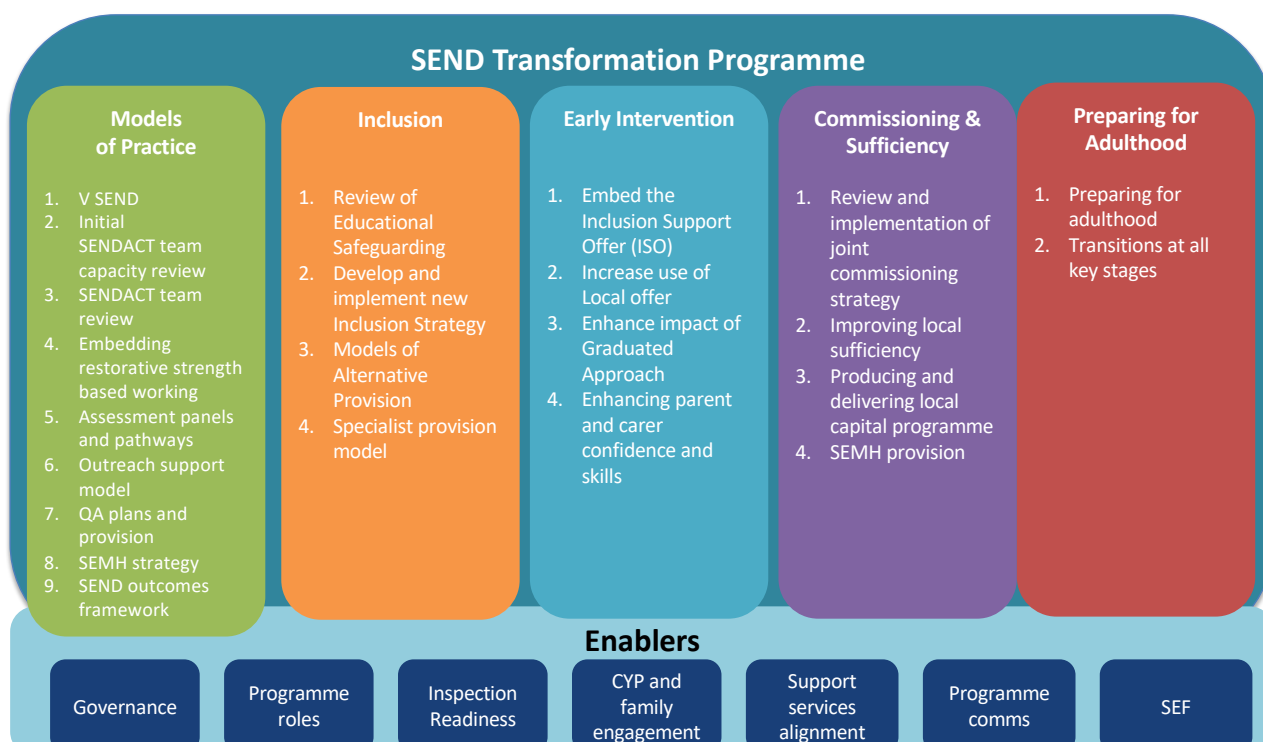 SEND Transformation Programme
Models
of Practice
1. V SEND
2. Initial
SENDACT team
capacity review
3. SENDACT team
review
4. Embedding
restorative strength
based working
5. Assessment panels
and pathways
6. Outreach support
model
7. QA plans and
provision
8. SEMH strategy
9. SEND outcomes
framework
Inclusion
1. Review of
Educational
Safeguarding
2. Develop and
implement new
Inclusion Strategy
3. Models of
Alternative
Provision
4. Specialist provision
model
Early Intervention
1. Embed the
Inclusion Support
Offer (ISO)
2. Increase use of
Local offer
3. Enhance impact of
Graduated
Approach
4. Enhancing parent
and carer
confidence and
skills
Commissioning &
Sufficiency
1. Review and
implementation of
joint
commissioning
strategy
2. Improving local
sufficiency
3. Producing and
delivering local
capital programme
4. SEMH provision
Preparing for
Adulthood
1. Preparing for
adulthood
2. Transitions at all
key stages
Enablers
Governance
Programme
roles
Inspection
Readiness
CYP and
family
engagement
Support
services
alignment
Programme
comms
SEF